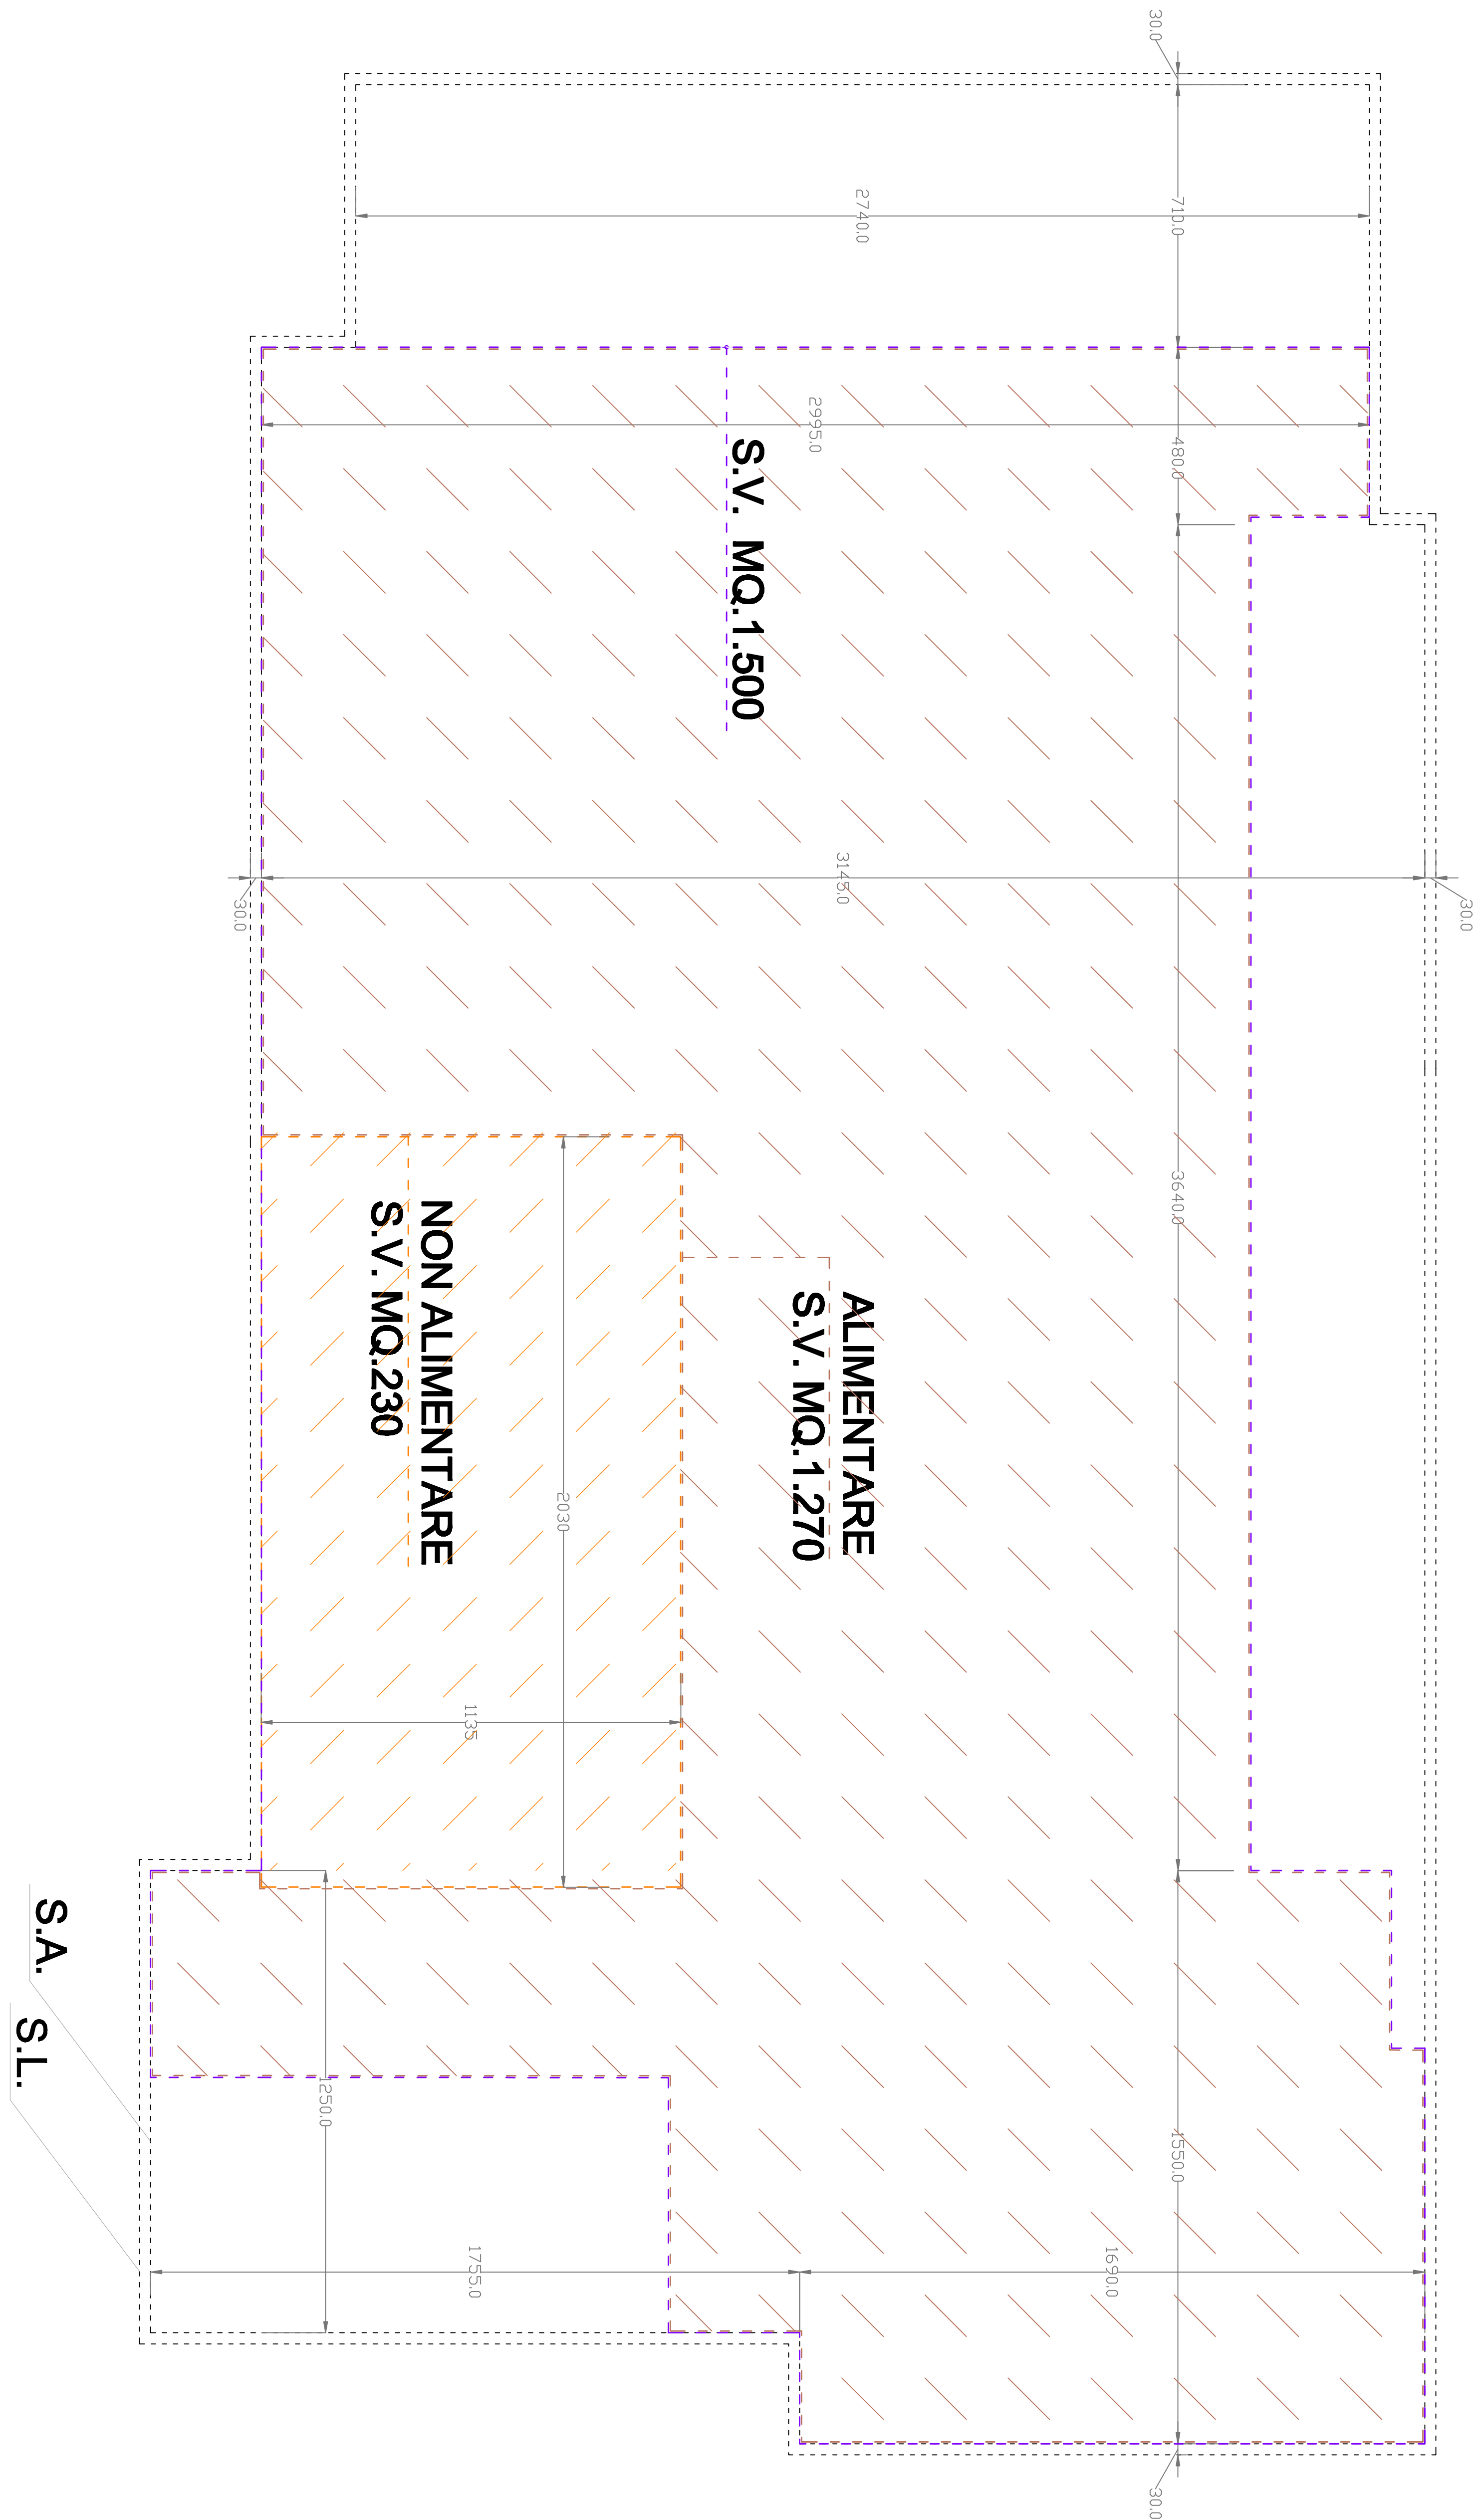 30.0
710.0
2740.0
480.0
2995.0
S.V. MQ.1.500
30.0
3145.0
30.0
3640.0
ALIMENTARE
S.V. MQ.1.270
NON ALIMENTARE
S.V. MQ.230
2030
1135
1250.0
1550.0
1690.0
1755.0
30.0
S.A.
S.L.